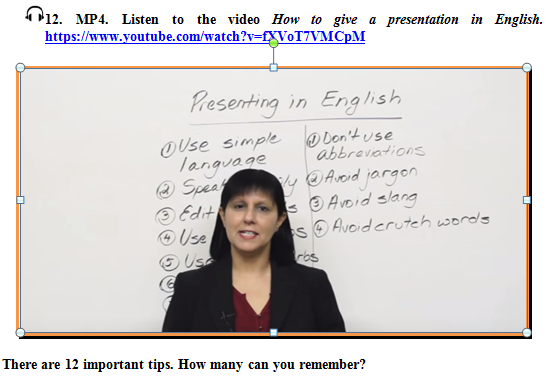 12. MP4. Listen to the video How to give a presentation in English.
https://www.youtube.com/watch?v=fXVoT7VMCpM
Presenting in English
① Use simple
language
②
③ Edit
④ Use
⑤
⑥
① Don't use
abbreviations
② Avoid jargon
③ Avoid slang
④ Avoid crutch words
There are 12 important tips. How many can you remember?